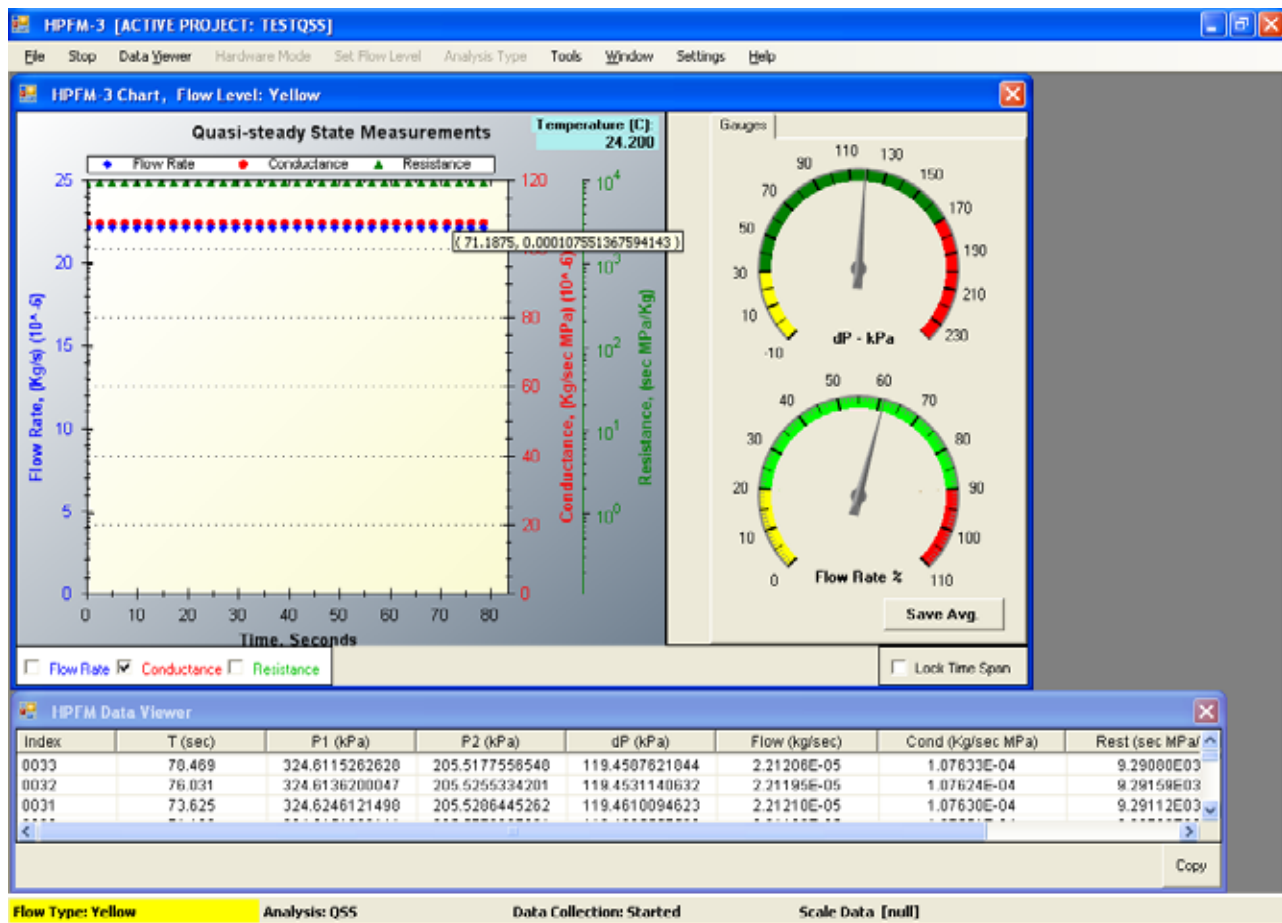 HPFM-3 [ACTIVE PROJECT: TESTQSS]
File Stop Data Viewer Hardware Mode Set Flow Level Analysis Type Tools Window Settings Help
HPFM-3 Chart, Flow Level: Yellow
Quasi-steady State Measurements
Temperature [C]:
24.200
Flow Rate Conductance Resistance
25
20
15
10
5
0
Flow Rate, (Kg/s) (10^-6)
0 10 20 30 40 50 60 70 80
Time, Seconds
( 71.1875, 0.000107551367594143 )
120
80
60
40
20
0
Conductance, (Kg/sec MPa) (10^-6)
10^4
10^3
10^2
10^1
10^0
Resistance, (sec MPa/Kg)
Gauges
-10 10 30 50 70 90 110 130 150 170 190 210 230
dP - kPa
0 10 20 30 40 50 60 70 80 90 100 110
Flow Rate %
Save Avg.
Flow Rate Conductance Resistance
Lock Time Span
HPFM Data Viewer
Index T (sec) P1 (kPa) P2 (kPa) dP (kPa) Flow (kg/sec) Cond (Kg/sec MPa) Rest (sec MPa/
0033 78.469 324.6115262628 205.5177556548 119.4587621844 2.21206E-05 1.07633E-04 9.29080E03
0032 76.031 324.6136200047 205.5255334201 119.4531140632 2.21195E-05 1.07624E-04 9.29159E03
0031 73.625 324.6246121498 205.5286445262 119.4610094623 2.21210E-05 1.07630E-04 9.29112E03
Copy
Flow Type: Yellow Analysis: QSS Data Collection: Started Scale Data [null]